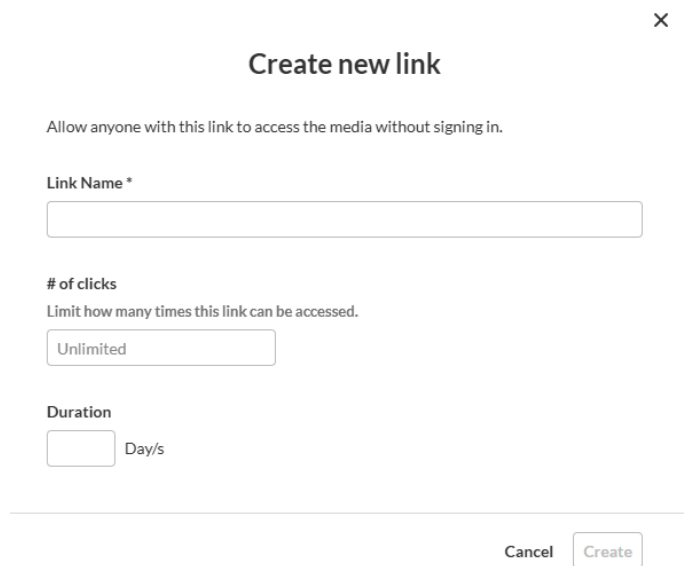 Create new link
Allow anyone with this link to access the media without signing in.
Link Name *
# of clicks
Limit how many times this link can be accessed.
Unlimited
Duration
Day/s
Cancel Create